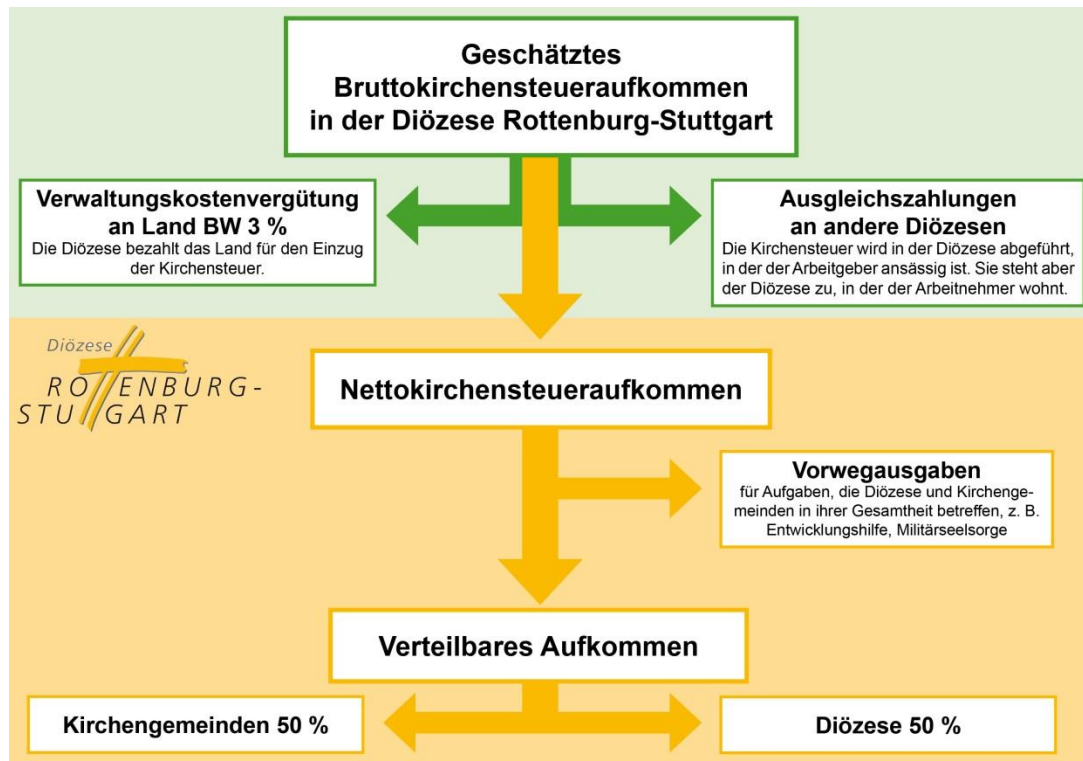 Geschätztes
Bruttokirchensteueraufkommen
in der Diözese Rottenburg-Stuttgart
Verwaltungskostenvergütung
an Land BW 3 %
Die Diözese bezahlt das Land für den Einzug
der Kirchensteuer.
Ausgleichszahlungen
an andere Diözesen
Die Kirchensteuer wird in der Diözese abgeführt,
in der der Arbeitgeber ansässig ist. Sie steht aber
der Diözese zu, in der der Arbeitnehmer wohnt.
Diözese
ROTTENBURG-
STUTTGART
Nettokirchensteueraufkommen
Vorwegausgaben
für Aufgaben, die Diözese und Kirchenge-
meinden in ihrer Gesamtheit betreffen, z. B.
Entwicklungshilfe, Militärseelsorge
Verteilbares Aufkommen
Kirchengemeinden 50 %
Diözese 50 %